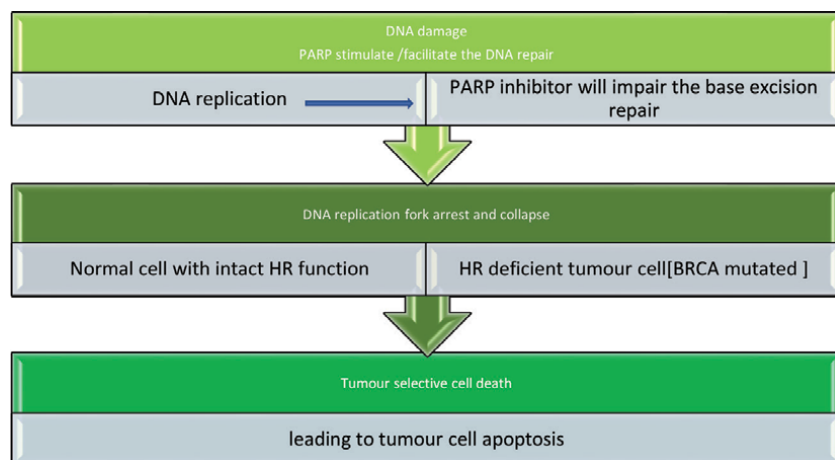 DNA damage
PARP stimulate /facilitate the DNA repair
DNA replication
PARP inhibitor will impair the base excision
repair
DNA replication fork arrest and collapse
Normal cell with intact HR function
HR deficient tumour cell[BRCA mutated ]
Tumour selective cell death
leading to tumour cell apoptosis